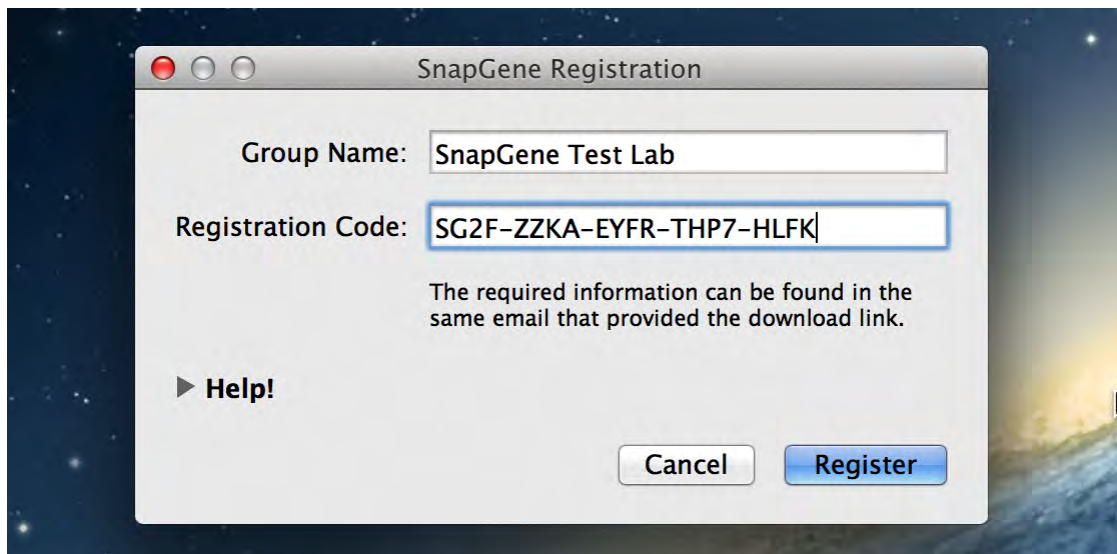 SnapGene Registration
Group Name: SnapGene Test Lab
Registration Code: SG2F-ZZKA-EYFR-THP7-HLFK
The required information can be found in the
same email that provided the download link.
Help!
Cancel Register